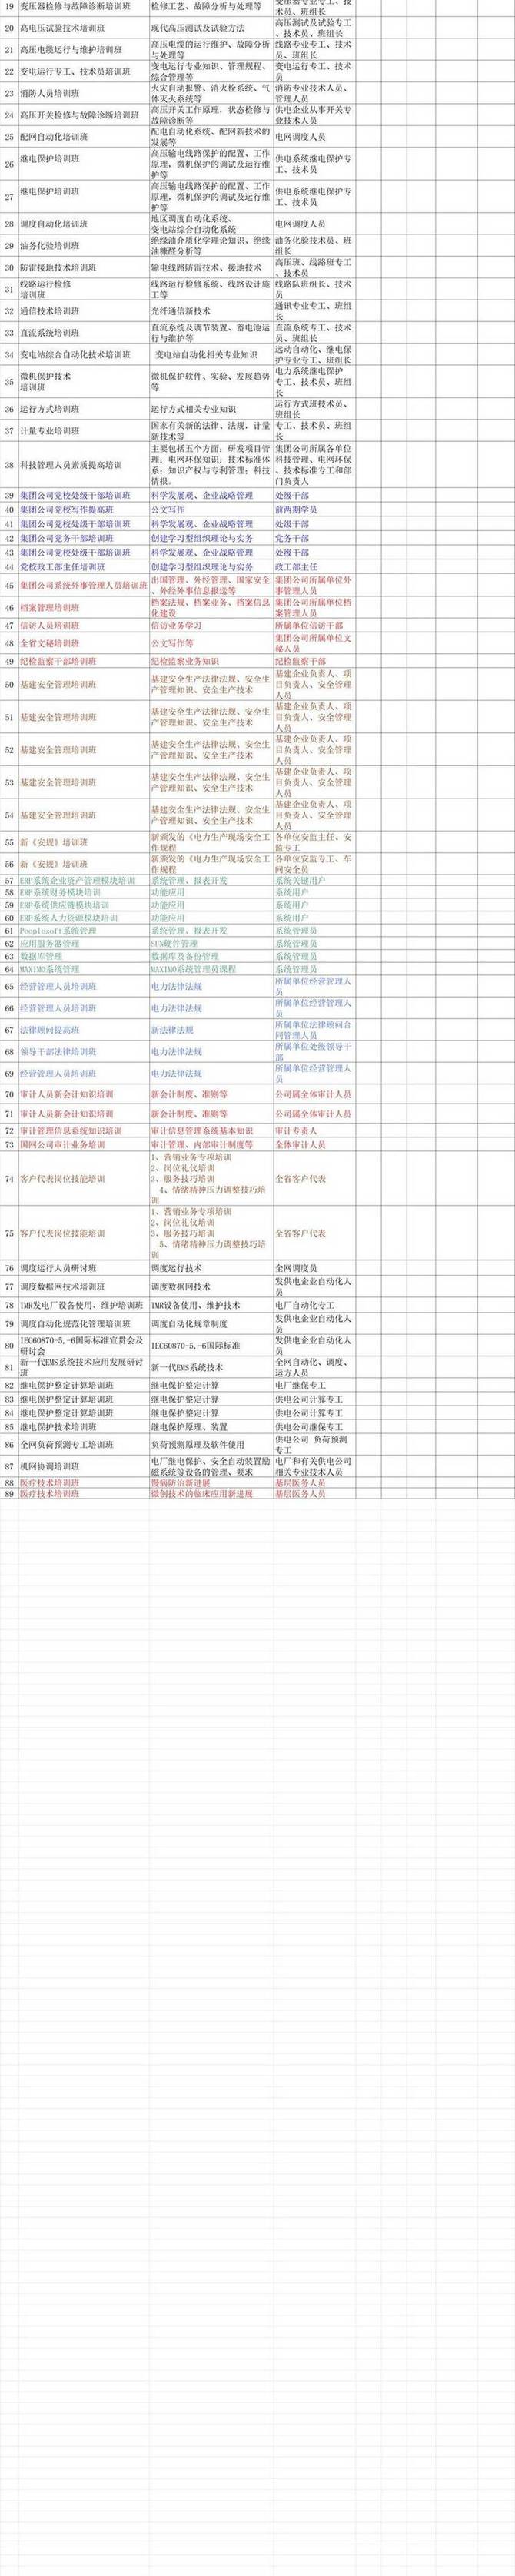 19 变压器检修与故障诊断培训班 检修工艺、故障分析与处理等 变压器专业专工、技
术员、班组长
20 高电压试验技术培训班 现代高压测试及试验方法 高压测试及试验专工
、技术员、班组长
21 高压电缆运行与维护培训班 高压电缆的运行维护、故障分析
与处理等 线路专业专工、技术
员、班组长
22 变电运行专工、技术员培训班 变电运行专业知识、管理规程、
综合管理等 变电运行专工、技术
员
23 消防人员培训班 火灾自动报警、消火栓系统、气
体灭火系统等 消防专业技术人员、
管理人员
24 高压开关检修与故障诊断培训班 高压开关工作原理，状态检修与
故障诊断等 供电企业从事开关专
业技术人员
25 配网自动化培训班 配电自动化系统、配网新技术的
发展等 电网调度人员
26 继电保护培训班 高压输电线路保护的配置、工作
原理，微机保护的调试及运行维
护等 供电系统继电保护专
工、技术员
27 继电保护培训班 高压输电线路保护的配置、工作
原理，微机保护的调试及运行维
护等 供电系统继电保护专
工、技术员
28 调度自动化培训班 地区调度自动化系统、
变电站综合自动化系统 电网调度人员
29 油务化验培训班 绝缘油介质化学理论知识、绝缘
油糠醛分析等 油务化验技术员、班
组长
30 防雷接地技术培训班 输电线路防雷技术、接地技术 高压班、线路班专工
、技术员
31 线路运行检修
培训班 线路运行检修系统、线路设计施
工等 线路队班组长、技术
员
32 通信技术培训班 光纤通信新技术 通讯专业专工、班组
长
33 直流系统培训班 直流系统及调节装置、蓄电池运
行与维护等 直流系统专工、技术
员、班组长
34 变电站综合自动化技术培训班 变电站自动化相关专业知识 远动自动化、继电保
护专业专工、班组长
35 微机保护技术
培训班 微机保护软件、实验、发展趋势
等 电力系统继电保护
专工、技术员、班组
长
36 运行方式培训班 运行方式相关专业知识 运行方式班技术员、
班组长
37 计量专业培训班 国家有关新的法律、法规，计量
新技术等 专工、技术员、班组
长
38 科技管理人员素质提高培训 主要包括五个方面：研发项目管
理；电网环保知识；技术标准体
系；知识产权与专利管理；科技
情报。 集团公司所属各单位
科技管理、电网环保
、技术标准专工和部
门负责人
39 集团公司党校处级干部培训班 科学发展观、企业战略管理 处级干部
40 集团公司党校写作提高班 公文写作 前两期学员
41 集团公司党校处级干部培训班 科学发展观、企业战略管理 处级干部
42 集团公司党务干部培训班 创建学习型组织理论与实务 党务干部
43 集团公司党校处级干部培训班 科学发展观、企业战略管理 处级干部
44 党校政工部主任培训班 创建学习型组织理论与实务 政工部主任
45 集团公司系统外事管理人员培训班 出国管理、外经管理、国家安全
、外经外事信息报送等 集团公司所属单位外
事管理人员
46 档案管理培训班 档案法规、档案业务、档案信息
化建设 集团公司所属单位档
案管理人员
47 信访人员培训班 信访业务学习 所属单位信访干部
48 全省文秘培训班 公文写作等 集团公司所属单位文
秘人员
49 纪检监察干部培训班 纪检监察业务知识 纪检监察干部
50 基建安全管理培训班 基建安全生产法律法规、安全生
产管理知识、安全生产技术 基建企业负责人、项
目负责人、安全管理
人员
51 基建安全管理培训班 基建安全生产法律法规、安全生
产管理知识、安全生产技术 基建企业负责人、项
目负责人、安全管理
人员
52 基建安全管理培训班 基建安全生产法律法规、安全生
产管理知识、安全生产技术 基建企业负责人、项
目负责人、安全管理
人员
53 基建安全管理培训班 基建安全生产法律法规、安全生
产管理知识、安全生产技术 基建企业负责人、项
目负责人、安全管理
人员
54 基建安全管理培训班 基建安全生产法律法规、安全生
产管理知识、安全生产技术 基建企业负责人、项
目负责人、安全管理
人员
55 新《安规》培训班 新颁发的《电力生产现场安全工
作规程 各单位安监主任、安
监专工
56 新《安规》培训班 新颁发的《电力生产现场安全工
作规程 各单位安监专工、车
间安全员
57 ERP系统企业资产管理模块培训 系统管理、报表开发 系统关键用户
58 ERP系统财务模块培训 功能应用 系统用户
59 ERP系统供应链模块培训 功能应用 系统用户
60 ERP系统人力资源模块培训 功能应用 系统用户
61 Peoplesoft系统管理 系统管理、报表开发 系统管理员
62 应用服务器管理 SUN硬件管理 系统管理员
63 数据库管理 数据库及备份管理 系统管理员
64 MAXIMO系统管理 MAXIMO系统管理员课程 系统管理员
65 经营管理人员培训班 电力法律法规 所属单位经营管理人
员
66 经营管理人员培训班 电力法律法规 所属单位经营管理人
员
67 法律顾问提高班 新法律法规 所属单位法律顾问合
同管理人员
68 领导干部法律培训班 电力法律法规 所属单位处级领导干
部
69 经营管理人员培训班 电力法律法规 所属单位经营管理人
员
70 审计人员新会计知识培训 新会计制度、准则等 公司属全体审计人员
71 审计人员新会计知识培训 新会计制度、准则等 公司属全体审计人员
72 审计管理信息系统知识培训 审计信息管理系统基本知识 审计专责人
73 国网公司审计业务培训 审计管理、内部审计制度等 全体审计人员
74 客户代表岗位技能培训 1、营销业务专项培训
2、岗位礼仪培训
3、服务技巧培训
4、情绪精神压力调整技巧培
训 全省客户代表
75 客户代表岗位技能培训 1、营销业务专项培训
2、岗位礼仪培训
3、服务技巧培训
5、情绪精神压力调整技巧培
训 全省客户代表
76 调度运行人员研讨班 调度运行技术 全网调度员
77 调度数据网技术培训班 调度数据网技术 发供电企业自动化人
员
78 TMR发电厂设备使用、维护培训班 TMR设备使用、维护技术 电厂自动化专工
79 调度自动化规范化管理培训班 调度自动化规章制度 发供电企业自动化人
员
80 IEC60870-5,-6国际标准宣贯会及
研讨会 IEC60870-5,-6国际标准 发供电企业自动化人
员
81 新一代EMS系统技术应用发展研讨
班 新一代EMS系统技术 全网自动化、调度、
运方人员
82 继电保护整定计算培训班 继电保护整定计算 电厂继保专工
83 继电保护整定计算培训班 继电保护整定计算 供电公司计算专工
84 继电保护整定计算培训班 继电保护整定计算 供电公司计算专工
85 继电保护技术培训班 继电保护原理、装置 供电公司继保专工
86 全网负荷预测专工培训班 负荷预测原理及软件使用 供电公司 负荷预测
专工
87 机网协调培训班 电厂继电保护、安全自动装置励
磁系统等设备的管理、要求 电厂和有关供电公司
相关专业技术人员
88 医疗技术培训班 慢病防治新进展 基层医务人员
89 医疗技术培训班 微创技术的临床应用新进展 基层医务人员